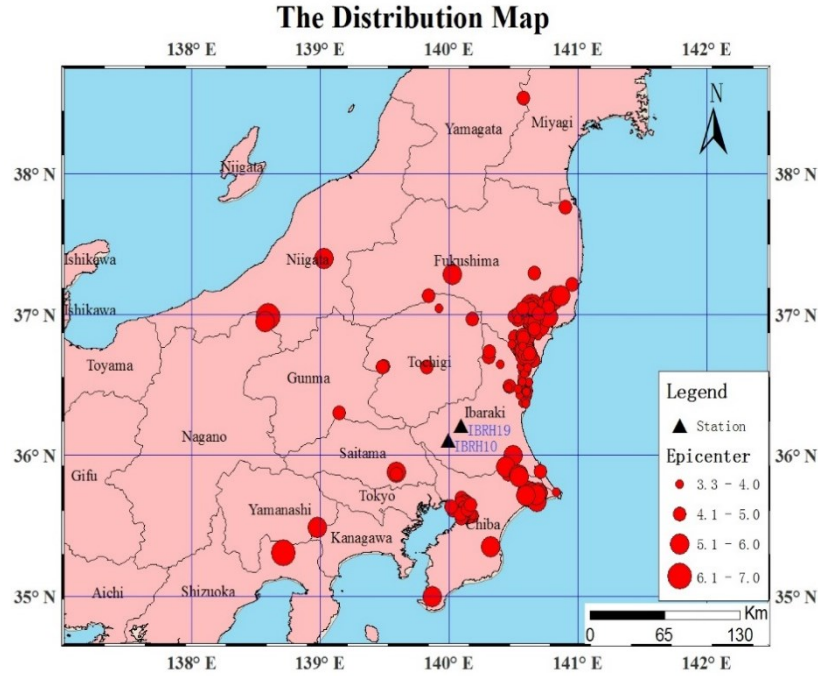 The Distribution Map
138° E 139° E 140° E 141° E 142° E
N
Yamagata Miyagi
38° N 38° N
Niigata
Ishikewa Niigata Fukushima
37° N 37° N
Ishikawa
Toyama Gunma Tochigi
Legend
Station
Epicenter
3.3 - 4.0
4.1 - 5.0
5.1 - 6.0
6.1 - 7.0
Nagano Ibaraki
IBRH19
IBRH10
36° N 36° N
Gifu Saitama
Tokyo
Yamanashi Kanagawa Chiba
35° N 35° N
Aichi Shizuoka
Km
0 65 130
138° E 139° E 140° E 141° E 142° E